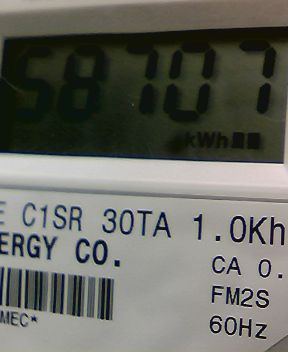 58707
kWh
E C1SR 30TA 1.0Kh
ERGY CO.
CA 0.
FM2S
MEC*
60Hz